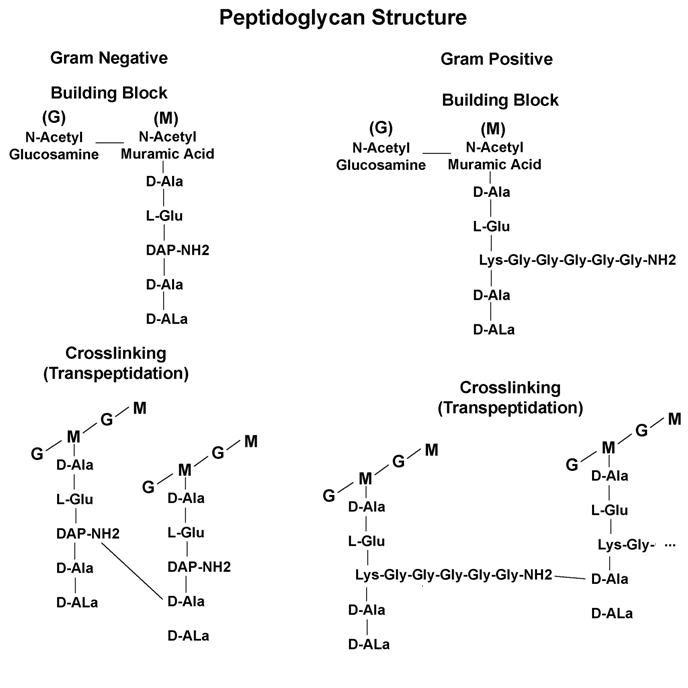 Peptidoglycan Structure
Gram Negative
Building Block
(G) (M)
N-Acetyl N-Acetyl
Glucosamine Muramic Acid
D-Ala
L-Glu
DAP-NH2
D-Ala
D-ALa
Gram Positive
Building Block
(G) (M)
N-Acetyl N-Acetyl
Glucosamine Muramic Acid
D-Ala
L-Glu
Lys-Gly-Gly-Gly-Gly-Gly-NH2
D-Ala
D-ALa
Crosslinking
(Transpeptidation)
G M G M
D-Ala
L-Glu
DAP-NH2
D-Ala
D-ALa
G M G M
D-Ala
L-Glu
DAP-NH2
D-Ala
D-ALa
Crosslinking
(Transpeptidation)
G M G M
D-Ala
L-Glu
Lys-Gly-Gly-Gly-Gly-Gly-NH2
D-Ala
D-ALa
G M G M
D-Ala
L-Glu
Lys-Gly- ...
D-Ala
D-ALa